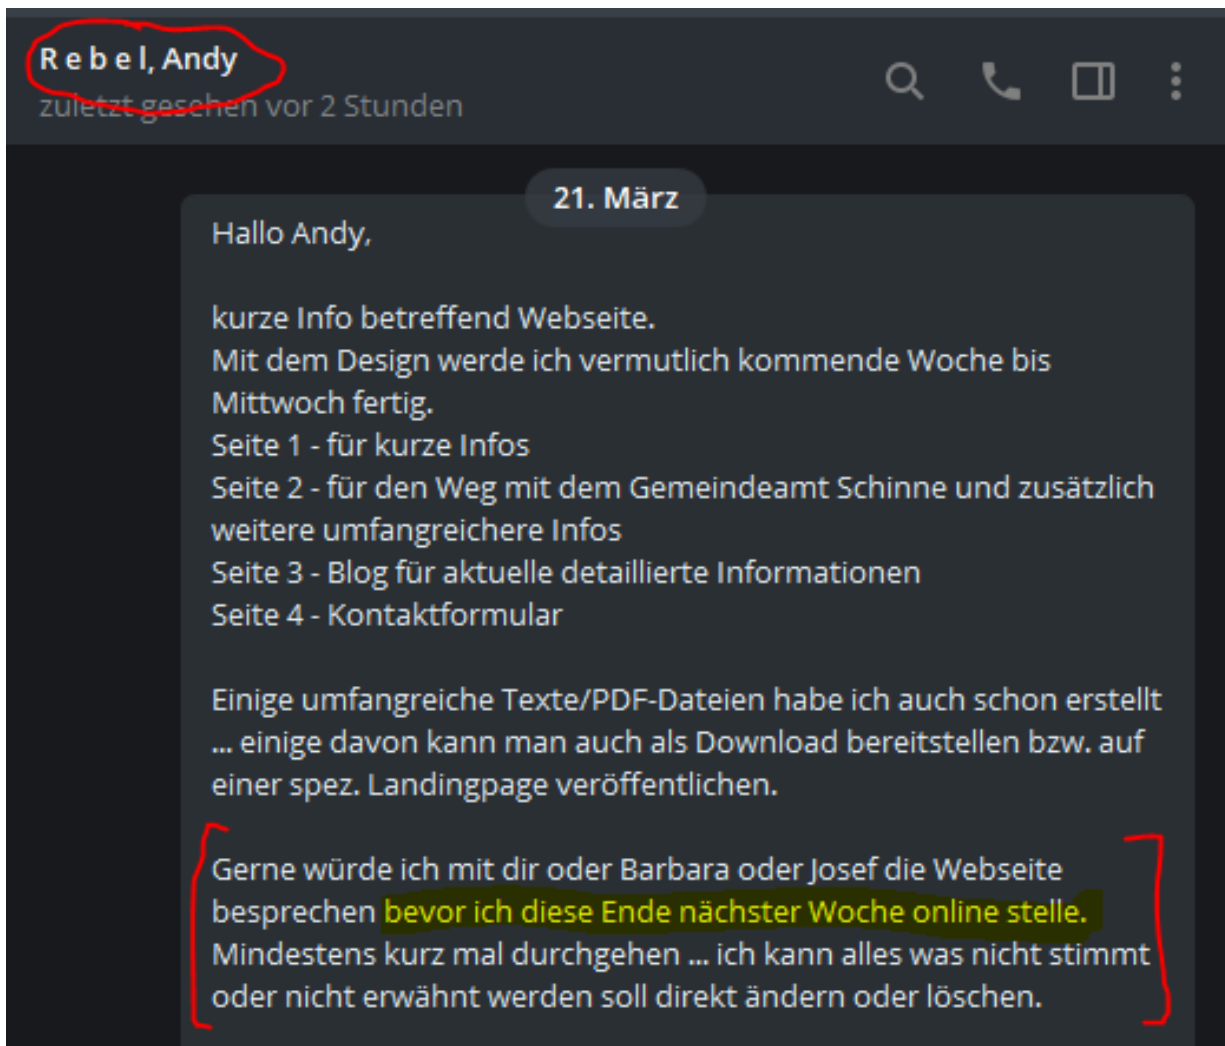 R e b e l, Andy
zuletzt gesehen vor 2 Stunden
21. März
Hallo Andy,
kurze Info betreffend Webseite.
Mit dem Design werde ich vermutlich kommende Woche bis
Mittwoch fertig.
Seite 1 - für kurze Infos
Seite 2 - für den Weg mit dem Gemeindeamt Schinne und zusätzlich
weitere umfangreichere Infos
Seite 3 - Blog für aktuelle detaillierte Informationen
Seite 4 - Kontaktformular
Einige umfangreiche Texte/PDF-Dateien habe ich auch schon erstellt
... einige davon kann man auch als Download bereitstellen bzw. auf
einer spez. Landingpage veröffentlichen.
Gerne würde ich mit dir oder Barbara oder Josef die Webseite
besprechen bevor ich diese Ende nächster Woche online stelle.
Mindestens kurz mal durchgehen ... ich kann alles was nicht stimmt
oder nicht erwähnt werden soll direkt ändern oder löschen.